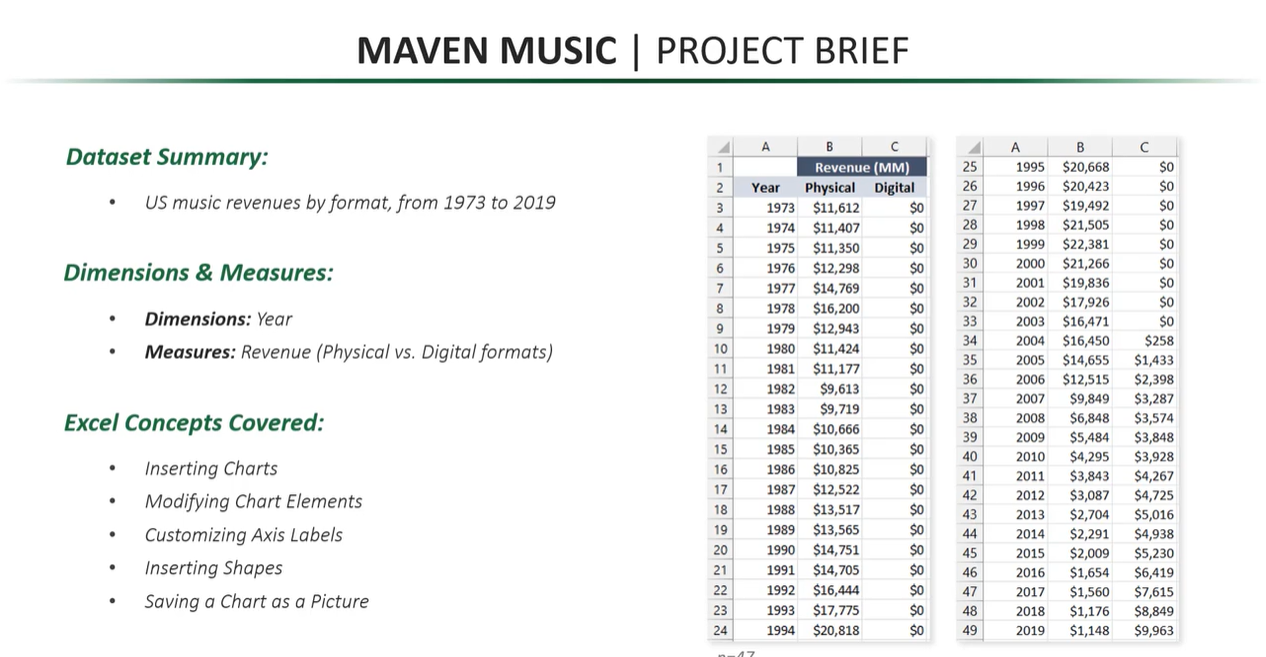 MAVEN MUSIC | PROJECT BRIEF
Dataset Summary:
• US music revenues by format, from 1973 to 2019
Dimensions & Measures:
• Dimensions: Year
• Measures: Revenue (Physical vs. Digital formats)
Excel Concepts Covered:
• Inserting Charts
• Modifying Chart Elements
• Customizing Axis Labels
• Inserting Shapes
• Saving a Chart as a Picture
A B C
1 Revenue (MM)
2 Year Physical Digital
3 1973 $11,612 $0
4 1974 $11,407 $0
5 1975 $11,350 $0
6 1976 $12,298 $0
7 1977 $14,769 $0
8 1978 $16,200 $0
9 1979 $12,943 $0
10 1980 $11,424 $0
11 1981 $11,177 $0
12 1982 $9,613 $0
13 1983 $9,719 $0
14 1984 $10,666 $0
15 1985 $10,365 $0
16 1986 $10,825 $0
17 1987 $12,522 $0
18 1988 $13,517 $0
19 1989 $13,565 $0
20 1990 $14,751 $0
21 1991 $14,705 $0
22 1992 $16,444 $0
23 1993 $17,775 $0
24 1994 $20,818 $0
A B C
25 1995 $20,668 $0
26 1996 $20,423 $0
27 1997 $19,492 $0
28 1998 $21,505 $0
29 1999 $22,381 $0
30 2000 $21,266 $0
31 2001 $19,836 $0
32 2002 $17,926 $0
33 2003 $16,471 $0
34 2004 $16,450 $258
35 2005 $14,655 $1,433
36 2006 $12,515 $2,398
37 2007 $9,849 $3,287
38 2008 $6,848 $3,574
39 2009 $5,484 $3,848
40 2010 $4,295 $3,928
41 2011 $3,843 $4,267
42 2012 $3,087 $4,725
43 2013 $2,704 $5,016
44 2014 $2,291 $4,938
45 2015 $2,009 $5,230
46 2016 $1,654 $6,419
47 2017 $1,560 $7,615
48 2018 $1,176 $8,849
49 2019 $1,148 $9,963
n=47